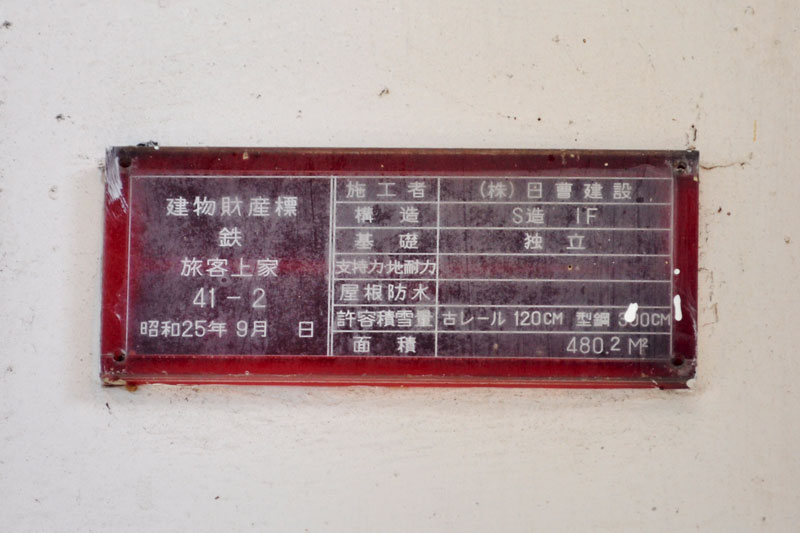 建物財産標
鉄
旅客上家
41-2
昭和25年 9月 日
施工者 (株)日曹建設
構造 S造 1F
基礎 独立
支持力・地耐力
屋根防水
許容積雪量 古レール 120CM 型鋼 300CM
面積 480.2 M²